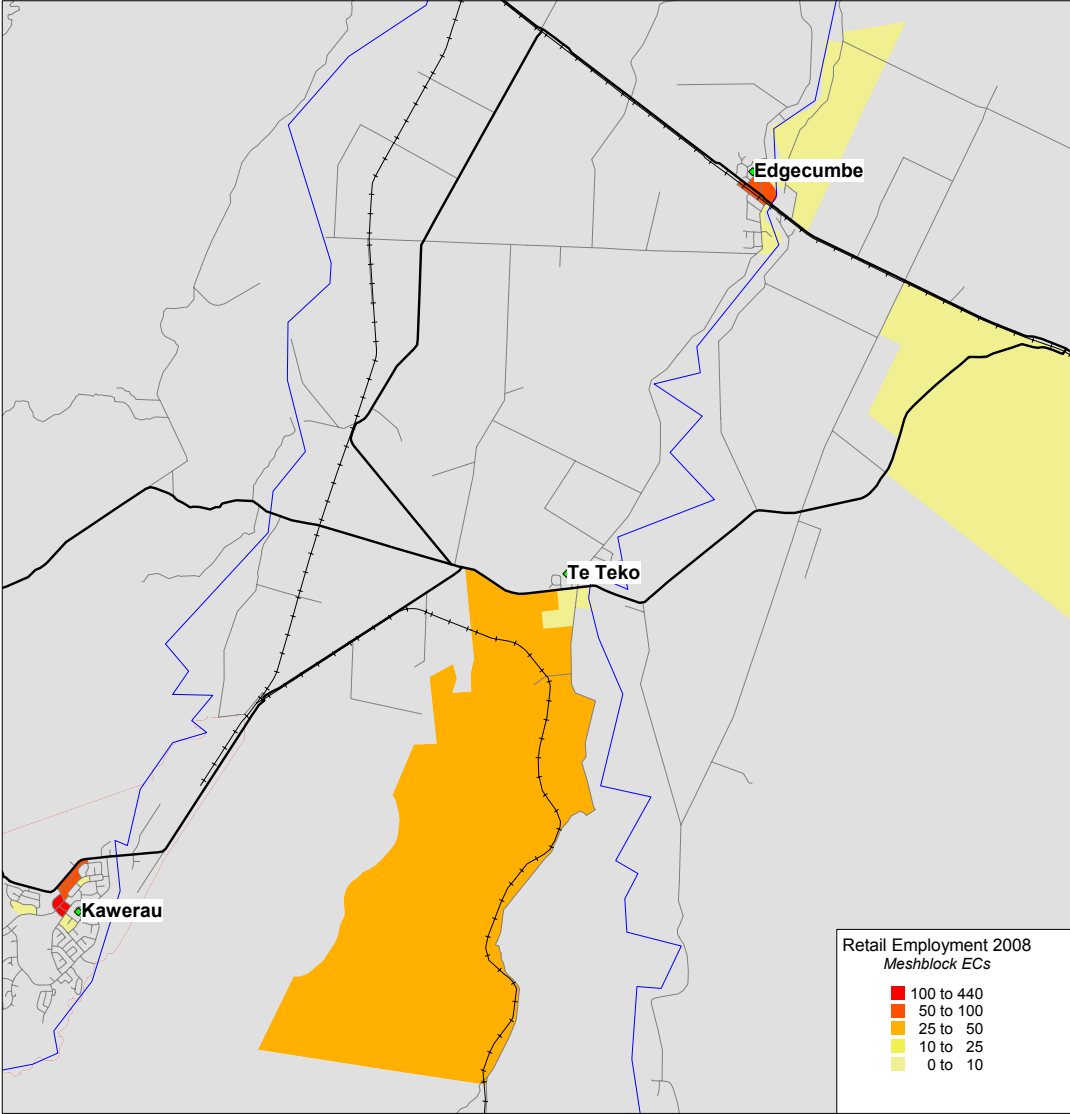 Edgecumbe
Te Teko
Kawerau
Retail Employment 2008
Meshblock ECs
100 to 440
50 to 100
25 to 50
10 to 25
0 to 10